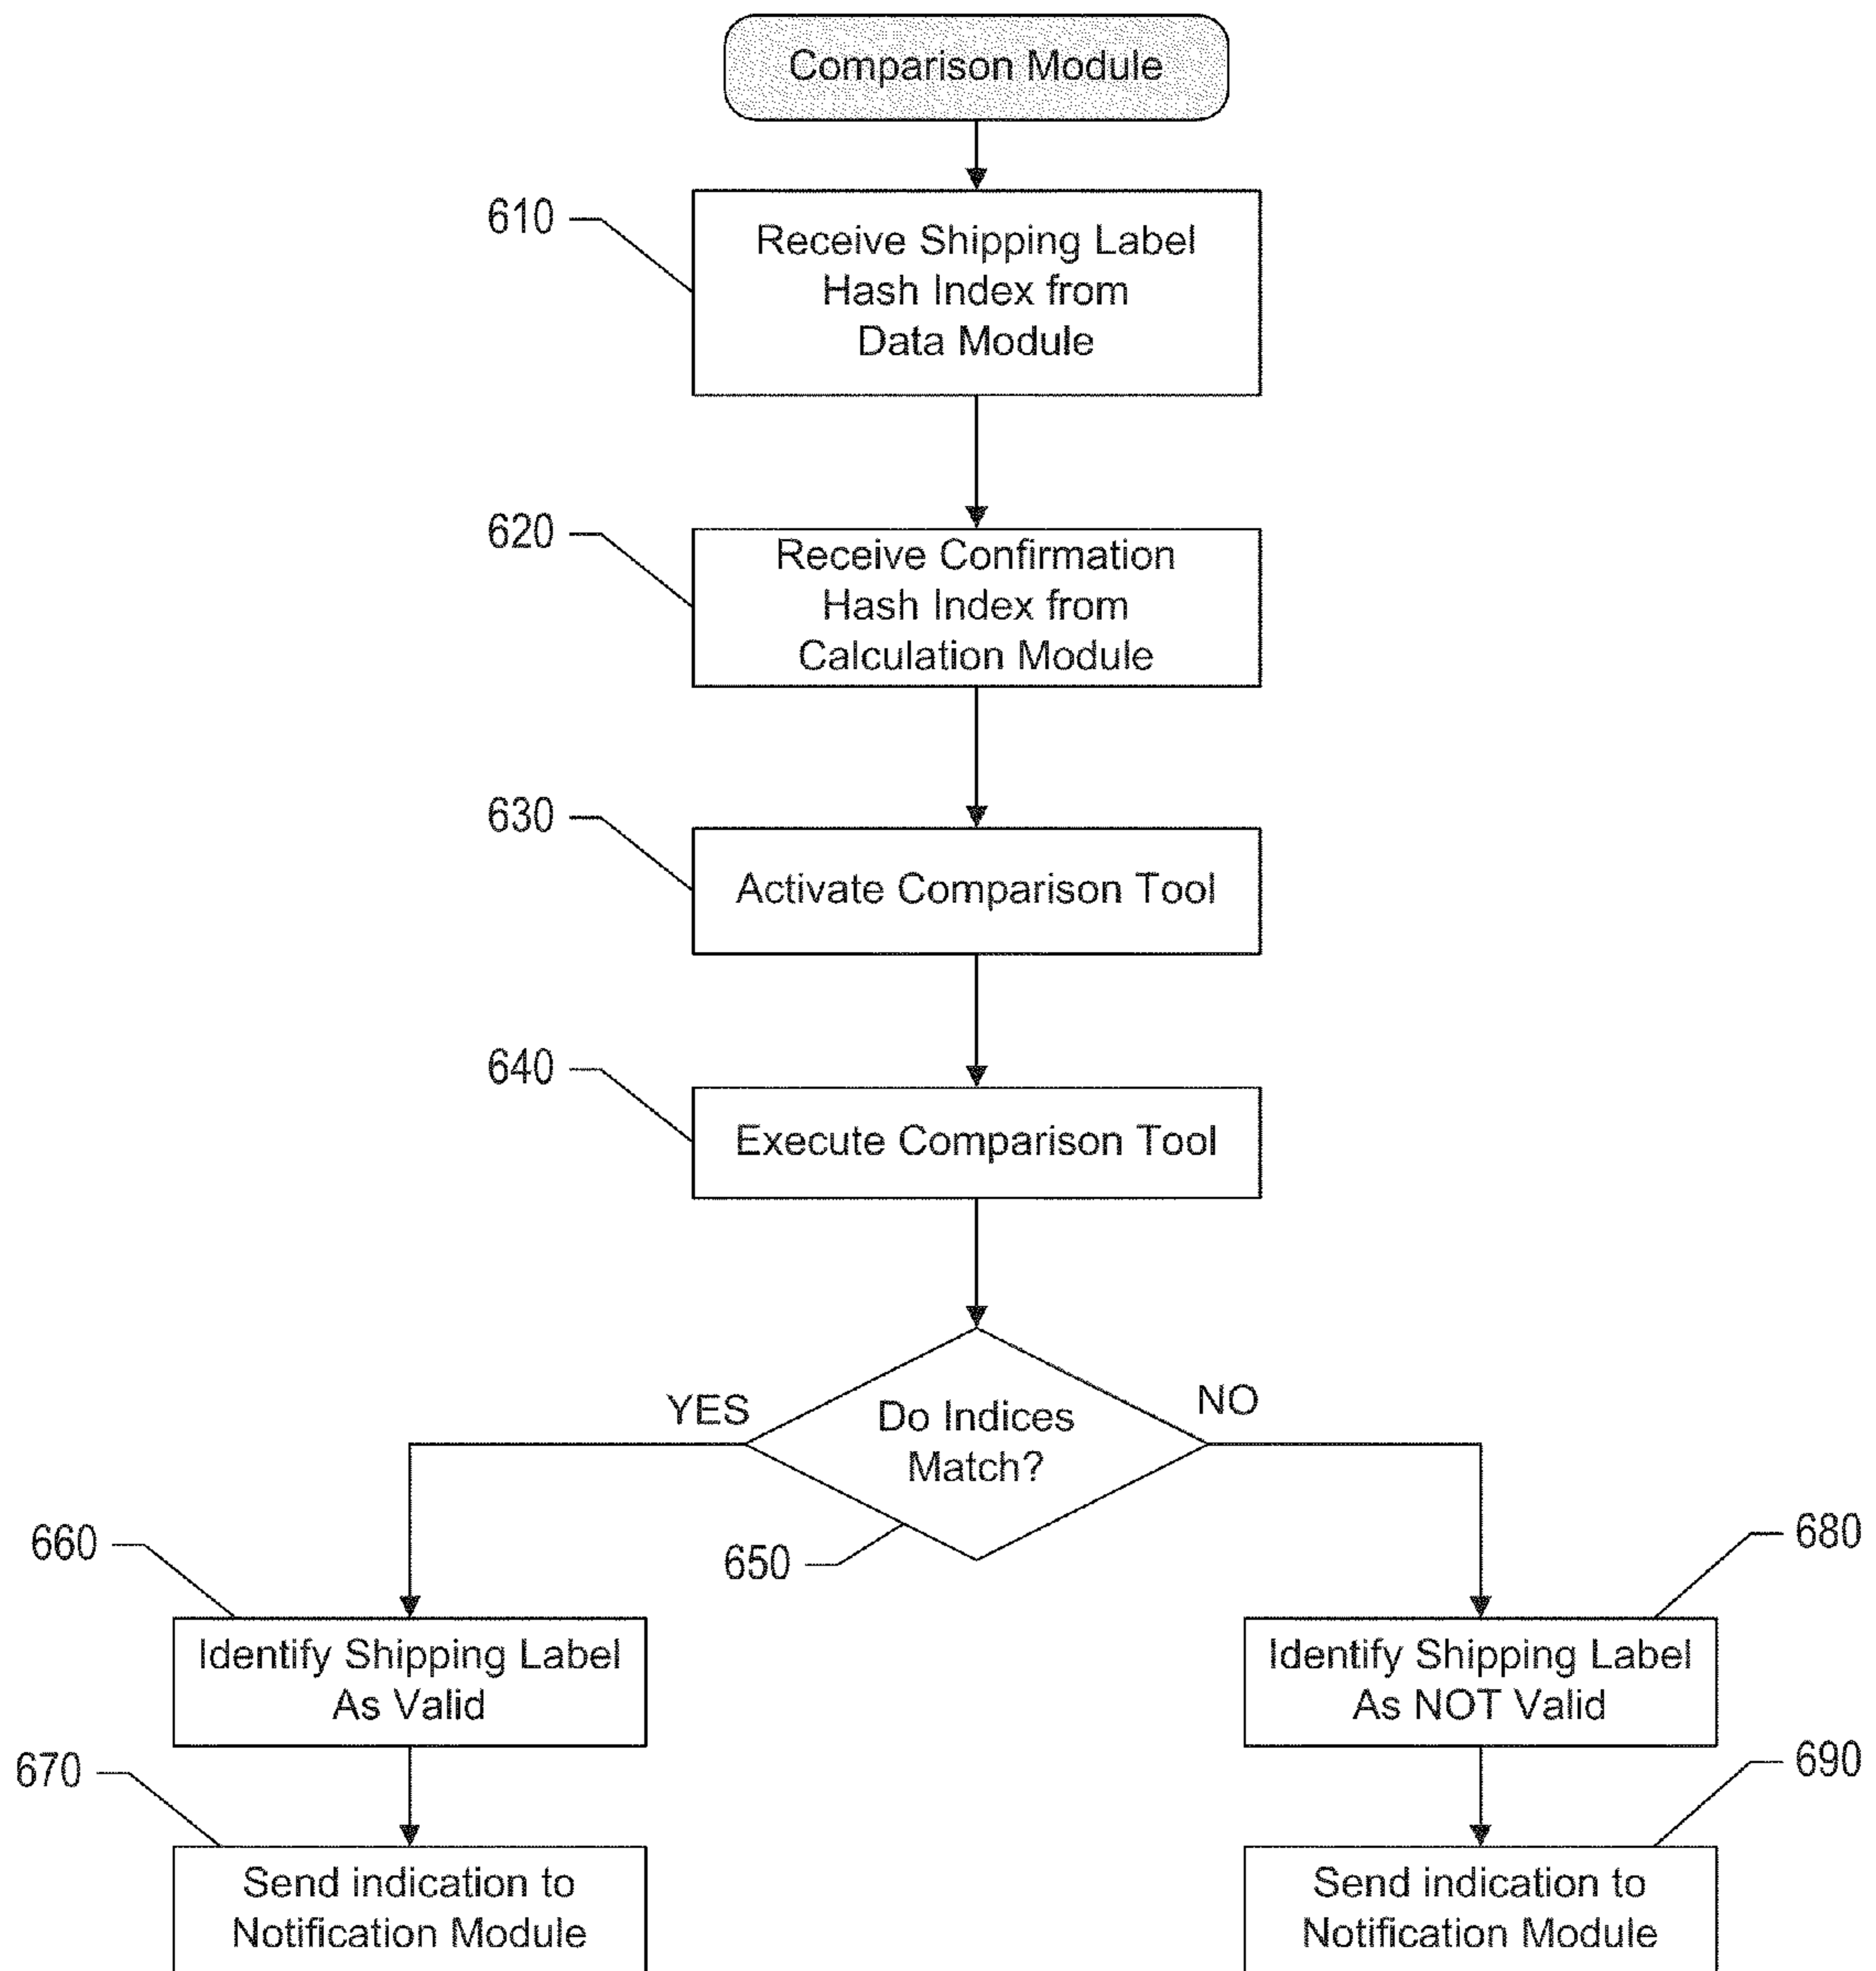 Comparison Module
610
Receive Shipping Label
Hash Index from
Data Module
620
Receive Confirmation
Hash Index from
Calculation Module
630
Activate Comparison Tool
640
Execute Comparison Tool
YES
Do Indices
Match?
NO
650
660
Identify Shipping Label
As Valid
680
Identify Shipping Label
As NOT Valid
670
Send indication to
Notification Module
690
Send indication to
Notification Module